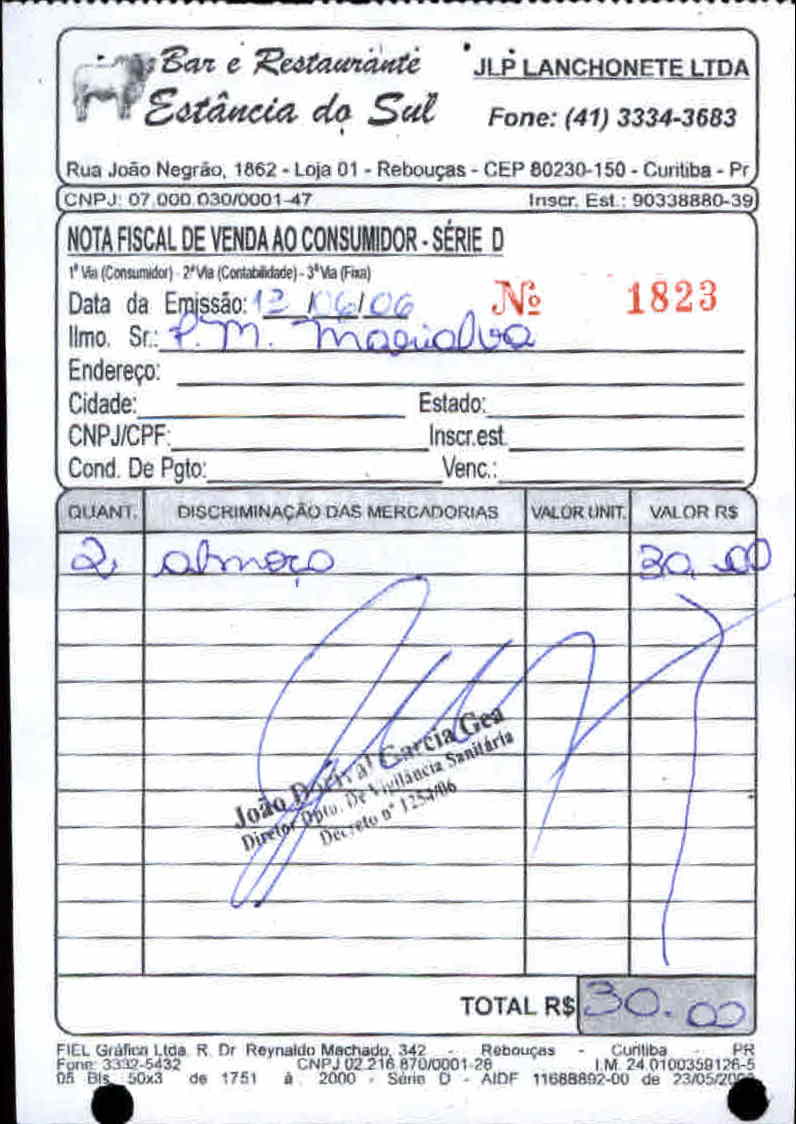 Bar e Restaurante JLP LANCHONETE LTDA
Estância do Sul Fone: (41) 3334-3683
Rua João Negrão, 1862 - Loja 01 - Rebouças - CEP 80230-150 - Curitiba - Pr
CNPJ: 07.000.030/0001-47 Inscr. Est.: 90338880-39
NOTA FISCAL DE VENDA AO CONSUMIDOR - SÉRIE D
1ª Via (Consumidor) - 2ª Via (Contabilidade) - 3ª Via (Fixa)
Data da Emissão: /06/06 Nº 1823
Ilmo. Sr.: P.M.
Endereço:
Cidade: Estado:
CNPJ/CPF: Inscr.est.
Cond. De Pgto: Venc.:
QUANT. DISCRIMINAÇÃO DAS MERCADORIAS VALOR UNIT. VALOR R$
2, almoço 30,00
João Dorival Garcia Gea
Diretor Dpto. De Vigilância Sanitária
Decreto nº 1254/06
TOTAL R$ 30.00
FIEL Gráfica Ltda. R. Dr Reynaldo Machado, 342 - Rebouças - Curitiba - PR
Fone: 3332-5432 CNPJ 02.216.870/0001-26 I.M. 24.0100359126-5
05 Bls. 50x3 de 1751 à 2000 - Série D - AIDF 11688892-00 de 23/05/